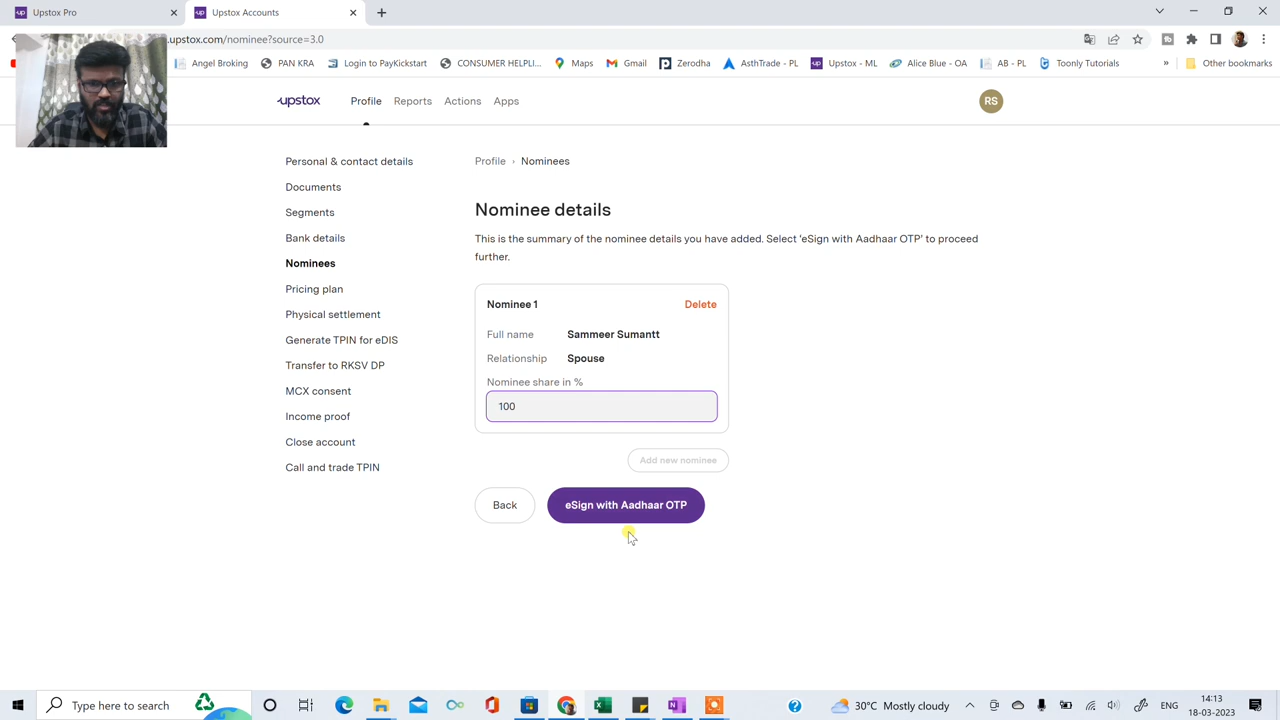 Upstox Pro
Upstox Accounts
upstox.com/nominee?source=3.0
Angel Broking
PAN KRA
Login to PayKickstart
CONSUMER HELPLI...
Maps
Gmail
Zerodha
AsthTrade - PL
Upstox - ML
Alice Blue - OA
AB - PL
Toonly Tutorials
»
Other bookmarks
upstox
Profile
Reports
Actions
Apps
RS
Personal & contact details
Documents
Segments
Bank details
Nominees
Pricing plan
Physical settlement
Generate TPIN for eDIS
Transfer to RKSV DP
MCX consent
Income proof
Close account
Call and trade TPIN
Profile › Nominees
Nominee details
This is the summary of the nominee details you have added. Select 'eSign with Aadhaar OTP' to proceed
further.
Nominee 1
Delete
Full name Sammeer Sumantt
Relationship Spouse
Nominee share in %
100
Add new nominee
Back
eSign with Aadhaar OTP
Type here to search
30°C Mostly cloudy
ENG
14:13
18-03-2023